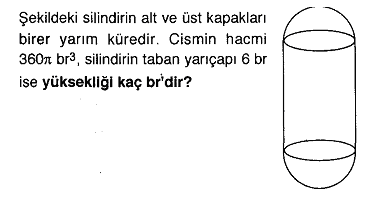 Şekildeki silindirin alt ve üst kapakları
birer yarım küredir. Cismin hacmi
360π br³, silindirin taban yarıçapı 6 br
ise yüksekliği kaç br'dir?